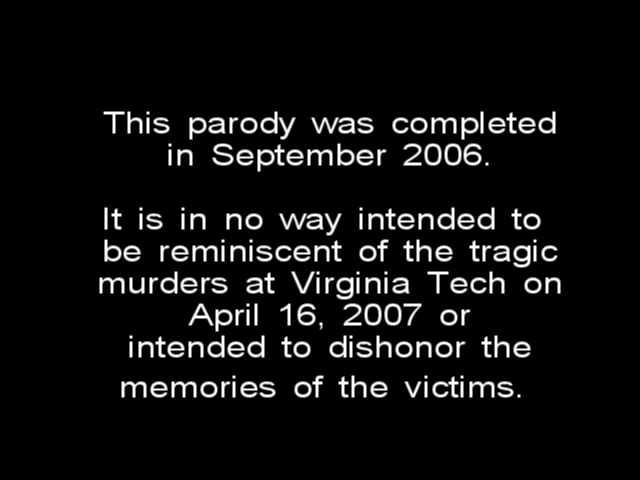 This parody was completed
in September 2006.
It is in no way intended to
be reminiscent of the tragic
murders at Virginia Tech on
April 16, 2007 or
intended to dishonor the
memories of the victims.